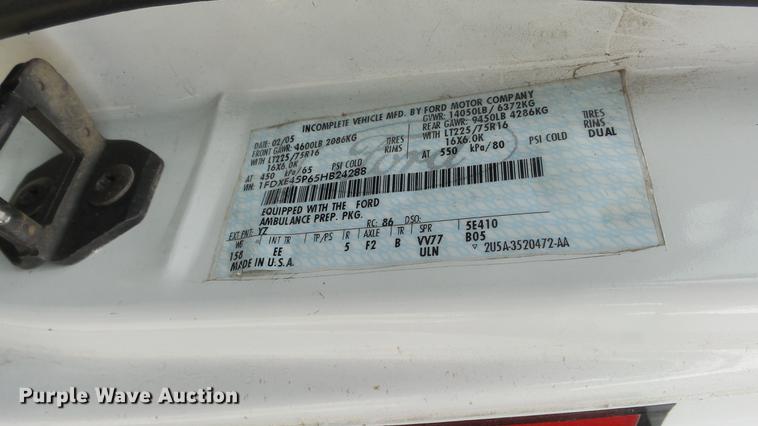 INCOMPLETE VEHICLE MFD. BY FORD MOTOR COMPANY
DATE: 02/05 GVWR: 14050LB/ 6372KG
FRONT GAWR: 4600LB 2086KG REAR GAWR: 9450LB 4286KG
WITH LT225/75R16 TIRES WITH LT225/75R16 TIRES
16X6.0K RIMS 16X6.0K RIMS
AT 450 kPa/65 PSI COLD AT 550 kPa/80 PSI COLD DUAL
VIN: 1FDXE45P65HB24288
Ford
EQUIPPED WITH THE FORD
AMBULANCE PREP. PKG.
EXT PNT: YZ RC: 86 DSO:
WB INT TR TP/PS R AXLE TR SPR 5E410
158 EE 5 F2 B VV77 B05
MADE IN U.S.A. ULN ▽ 2U5A-3520472-AA
Purple Wave Auction